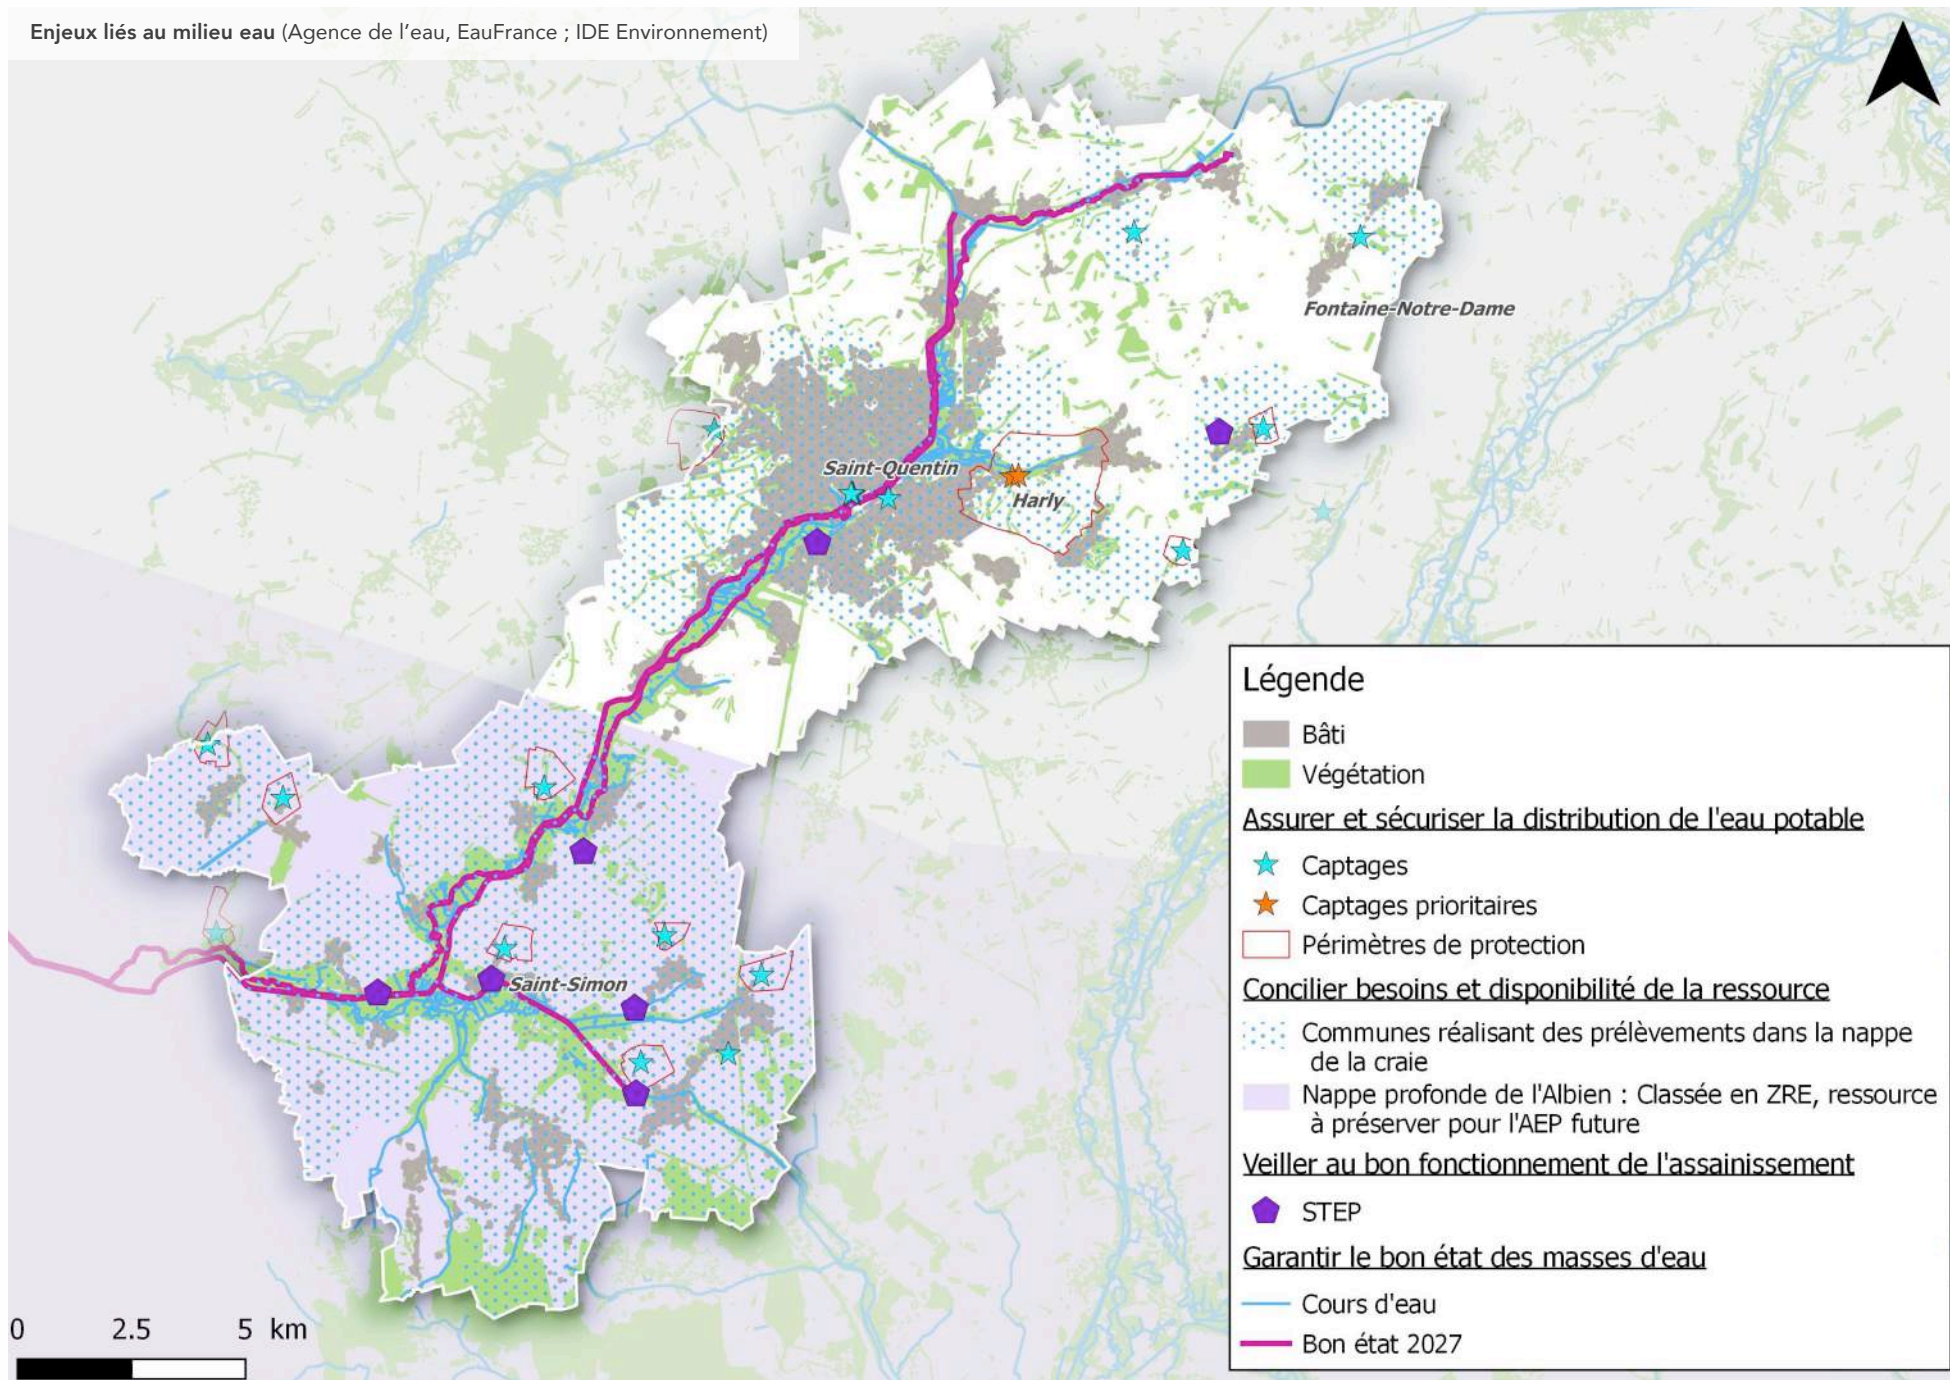 Enjeux liés au milieu eau (Agence de l'eau, EauFrance ; IDE Environnement)
Fontaine-Notre-Dame
Saint-Quentin
Harly
Saint-Simon
Légende
Bâti
Végétation
Assurer et sécuriser la distribution de l'eau potable
Captages
Captages prioritaires
Périmètres de protection
Concilier besoins et disponibilité de la ressource
Communes réalisant des prélèvements dans la nappe
de la craie
Nappe profonde de l'Albien : Classée en ZRE, ressource
à préserver pour l'AEP future
Veiller au bon fonctionnement de l'assainissement
STEP
Garantir le bon état des masses d'eau
Cours d'eau
Bon état 2027
0 2.5 5 km